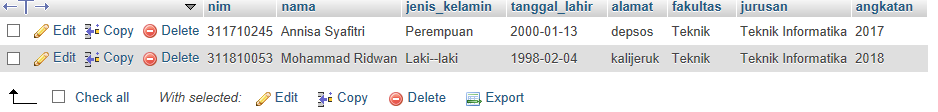 nim nama jenis_kelamin tanggal_lahir alamat fakultas jurusan angkatan
Edit Copy Delete 311710245 Annisa Syafitri Perempuan 2000-01-13 depsos Teknik Teknik Informatika 2017
Edit Copy Delete 311810053 Mohammad Ridwan Laki--laki 1998-02-04 kalijeruk Teknik Teknik Informatika 2018
Check all With selected: Edit Copy Delete Export